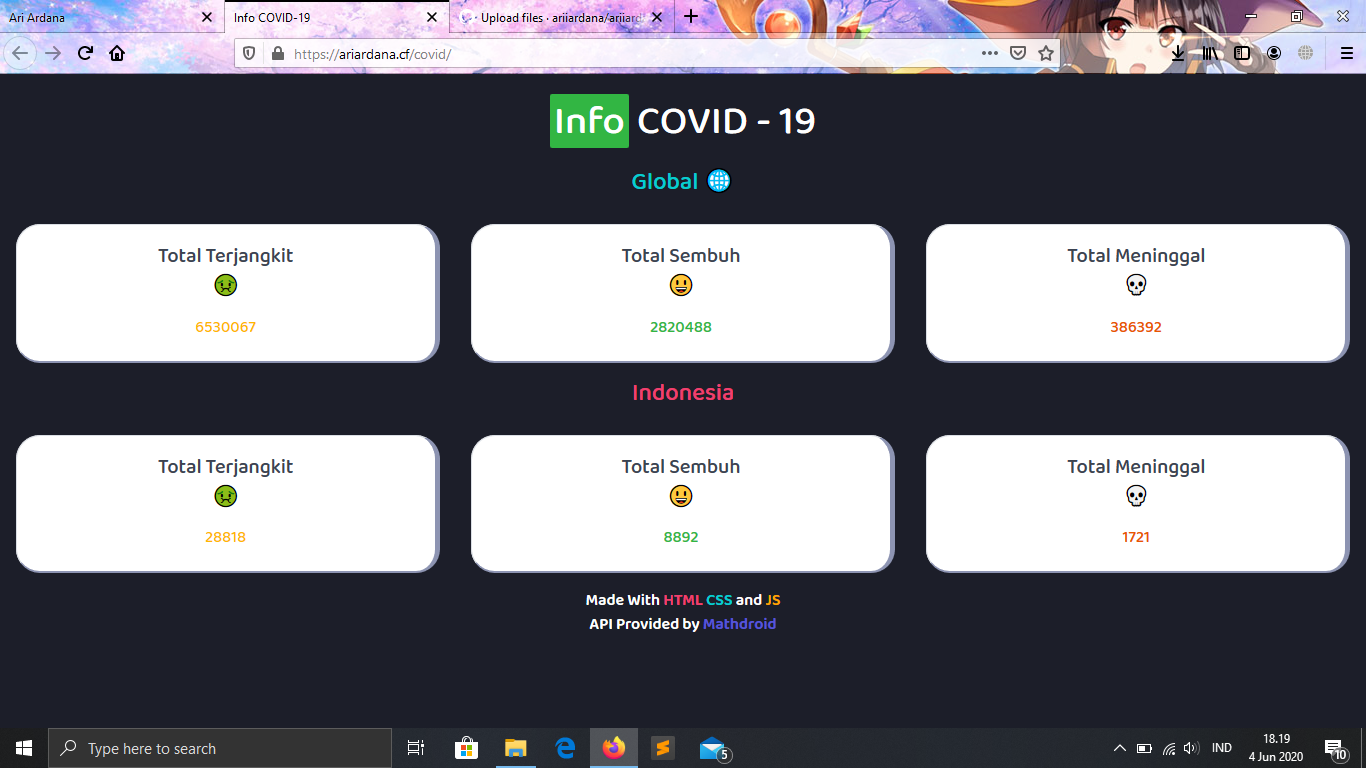 Ari Ardana
Info COVID-19
Upload files · ariiardana/ariiard
https://ariardana.cf/covid/
Info COVID - 19
Global
Total Terjangkit
Total Sembuh
Total Meninggal
6530067
2820488
386392
Indonesia
Total Terjangkit
Total Sembuh
Total Meninggal
28818
8892
1721
Made With HTML CSS and JS
API Provided by Mathdroid
Type here to search
5
IND
18.19
4 Jun 2020
10